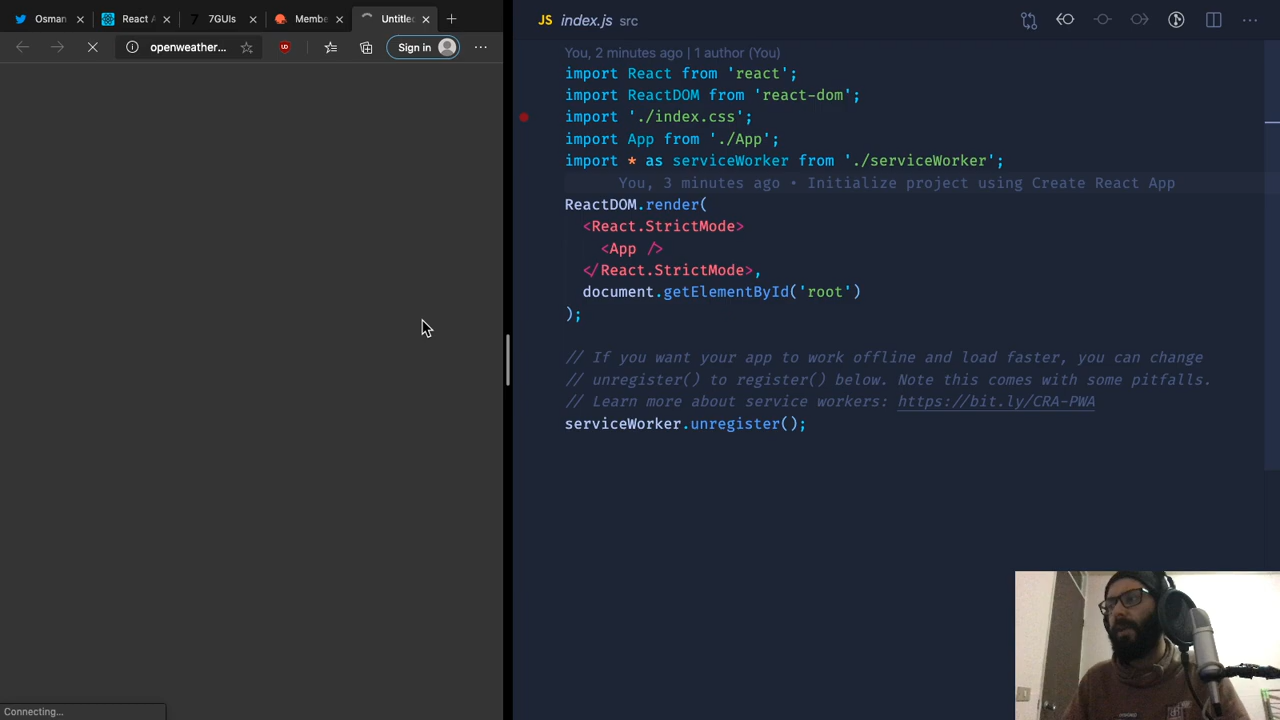 Osman
React A
7GUIs
Membe
Untitle
openweather...
UD
Sign in
Connecting...
JS index.js src
You, 2 minutes ago | 1 author (You)
import React from 'react';
import ReactDOM from 'react-dom';
import './index.css';
import App from './App';
import * as serviceWorker from './serviceWorker';
You, 3 minutes ago • Initialize project using Create React App
ReactDOM.render(
<React.StrictMode>
<App />
</React.StrictMode>,
document.getElementById('root')
);
// If you want your app to work offline and load faster, you can change
// unregister() to register() below. Note this comes with some pitfalls.
// Learn more about service workers: https://bit.ly/CRA-PWA
serviceWorker.unregister();